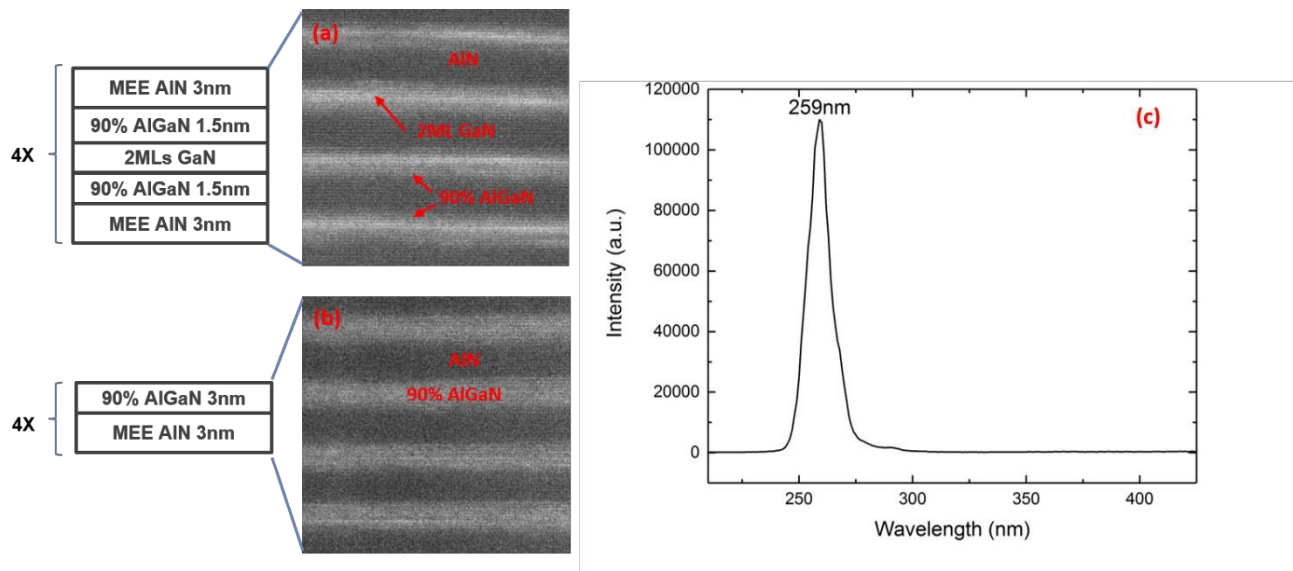 4X
MEE AlN 3nm
90% AlGaN 1.5nm
2MLs GaN
90% AlGaN 1.5nm
MEE AlN 3nm
(a)
AlN
2ML GaN
90% AlGaN
4X
90% AlGaN 3nm
MEE AlN 3nm
(b)
AlN
90% AlGaN
(c)
259nm
120000
100000
80000
60000
40000
20000
0
Intensity (a.u.)
250
300
350
400
Wavelength (nm)